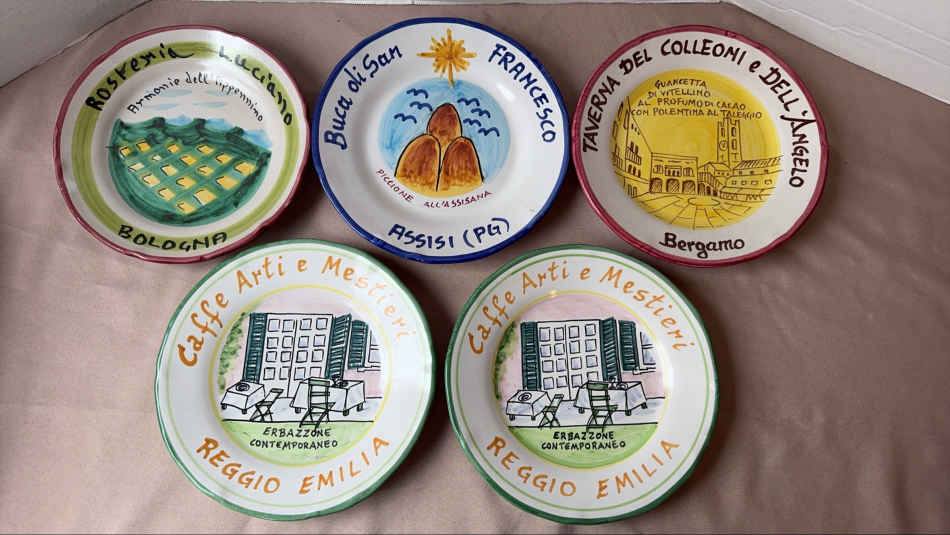 Rosteria Luciano
Armonie dell'Appennino
BOLOGNA
Buca di San FRANCESCO
PICCIONE ALL'ASSISANA
ASSISI (PG)
TAVERNA DEL COLLEONI e DELL'ANGELO
GUANCETTA
DI VITELLINO
AL PROFUMO DI CACAO
CON POLENTINA AL TALEGGIO
Bergamo
Caffe Arti e Mestieri
ERBAZZONE
CONTEMPORANEO
REGGIO EMILIA
Caffe Arti e Mestieri
ERBAZZONE
CONTEMPORANEO
REGGIO EMILIA